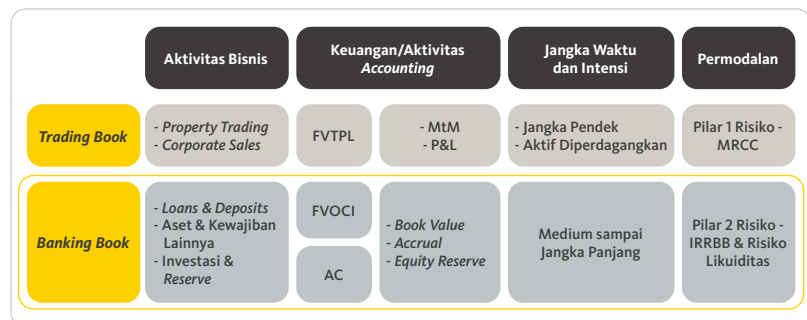 Aktivitas Bisnis
Keuangan/Aktivitas
Accounting
Jangka Waktu
dan Intensi
Permodalan
Trading Book
- Property Trading
- Corporate Sales
FVTPL
- MtM
- P&L
- Jangka Pendek
- Aktif Diperdagangkan
Pilar 1 Risiko -
MRCC
Banking Book
- Loans & Deposits
- Aset & Kewajiban
Lainnya
- Investasi &
Reserve
FVOCI
AC
- Book Value
- Accrual
- Equity Reserve
Medium sampai
Jangka Panjang
Pilar 2 Risiko -
IRRBB & Risiko
Likuiditas